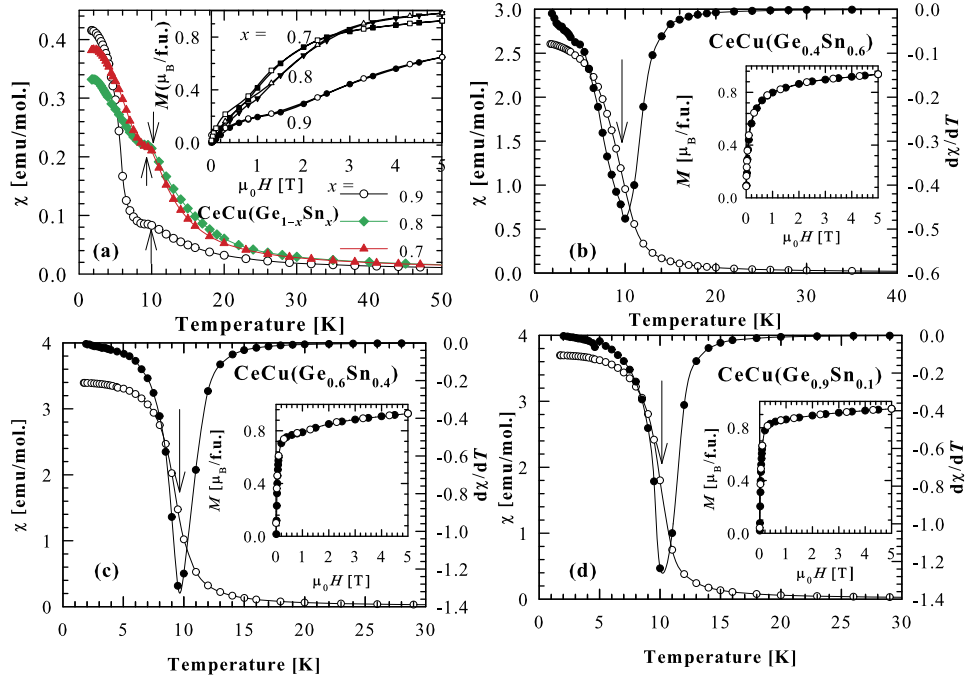 0.4
0.3
0.2
0.1
0.0
χ [emu/mol.]
0 10 20 30 40 50
Temperature [K]
(a)
CeCu(Ge1-xSnx)
x =
0.9
0.8
0.7
0.8
0.4
0.0
M(μB/f.u.)
x =
0.7
0.8
0.9
0 1 2 3 4 5
μ0H [T]
3.0
2.5
2.0
1.5
1.0
0.5
0.0
χ [emu/mol.]
0 10 20 30 40
Temperature [K]
(b)
CeCu(Ge0.4Sn0.6)
0.0
-0.1
-0.2
-0.3
-0.4
-0.5
-0.6
dχ/dT
0.8
0.4
0.0
M [μB/f.u.]
0 1 2 3 4 5
μ0H [T]
4
3
2
1
0
χ [emu/mol.]
0 5 10 15 20 25 30
Temperature [K]
(c)
CeCu(Ge0.6Sn0.4)
0.0
-0.2
-0.4
-0.6
-0.8
-1.0
-1.2
-1.4
dχ/dT
0.8
0.4
0.0
M [μB/f.u.]
0 1 2 3 4 5
μ0H [T]
4
3
2
1
0
χ [emu/mol.]
0 5 10 15 20 25 30
Temperature [K]
(d)
CeCu(Ge0.9Sn0.1)
0.0
-0.2
-0.4
-0.6
-0.8
-1.0
-1.2
-1.4
dχ/dT
0.8
0.4
0.0
M [μB/f.u.]
0 1 2 3 4 5
μ0H [T]